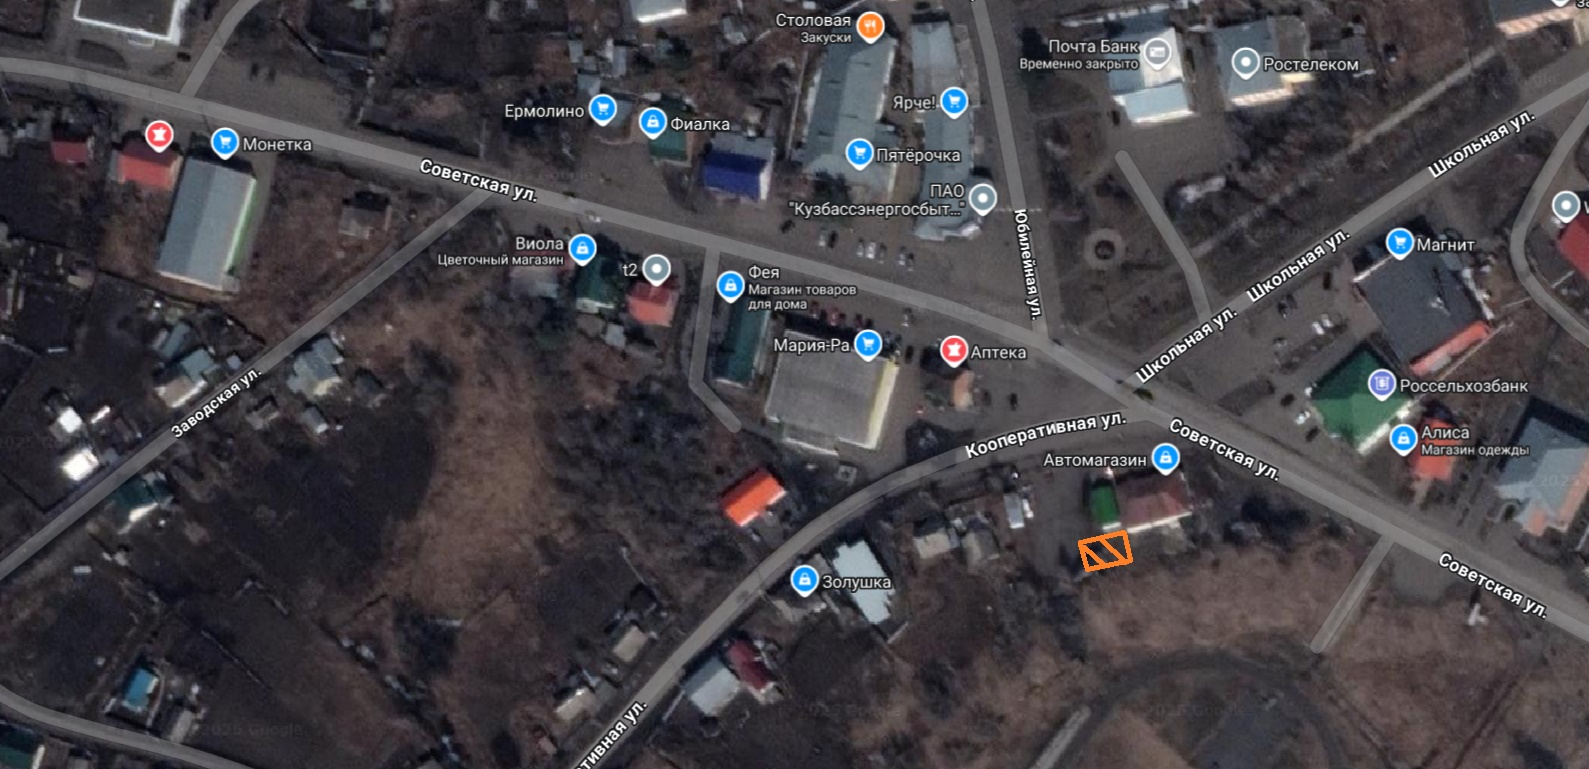 Столовая
Закуски
Почта Банк
Временно закрыто
Ростелеком
Ермолино
Фиалка
Ярче!
Пятёрочка
Монетка
Советская ул.
ПАО
"Кузбассэнергосбыт..."
Юбилейная ул.
Школьная ул.
Школьная ул.
Школьная ул.
Магнит
Виола
Цветочный магазин
t2
Фея
Магазин товаров
для дома
Мария-Ра
Аптека
Россельхозбанк
Алиса
Магазин одежды
Заводская ул.
Кооперативная ул.
Советская ул.
Автомагазин
Советская ул.
Золушка
тивная ул.